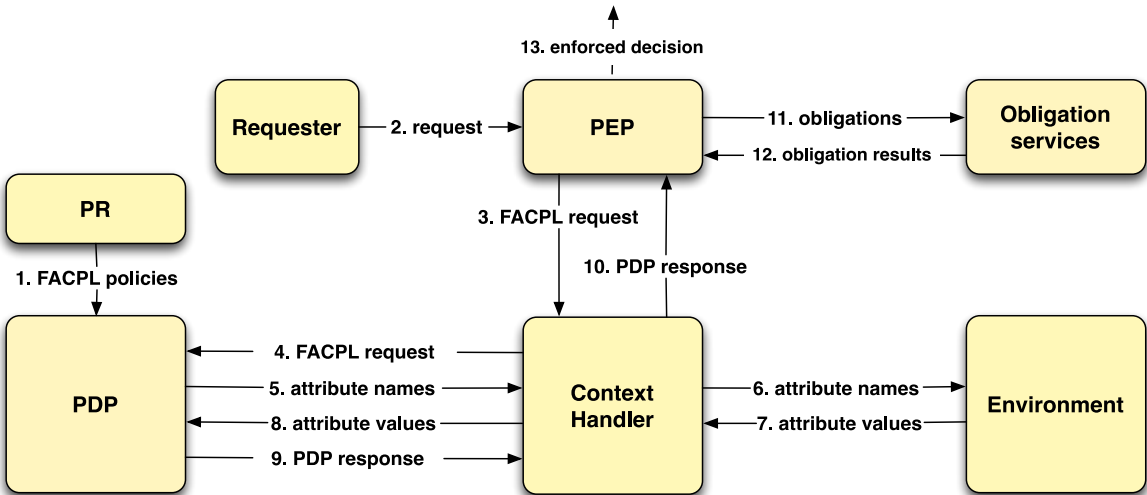 13. enforced decision
Requester
2. request
PEP
11. obligations
12. obligation results
Obligation
services
PR
3. FACPL request
10. PDP response
1. FACPL policies
PDP
4. FACPL request
5. attribute names
8. attribute values
9. PDP response
Context
Handler
6. attribute names
7. attribute values
Environment